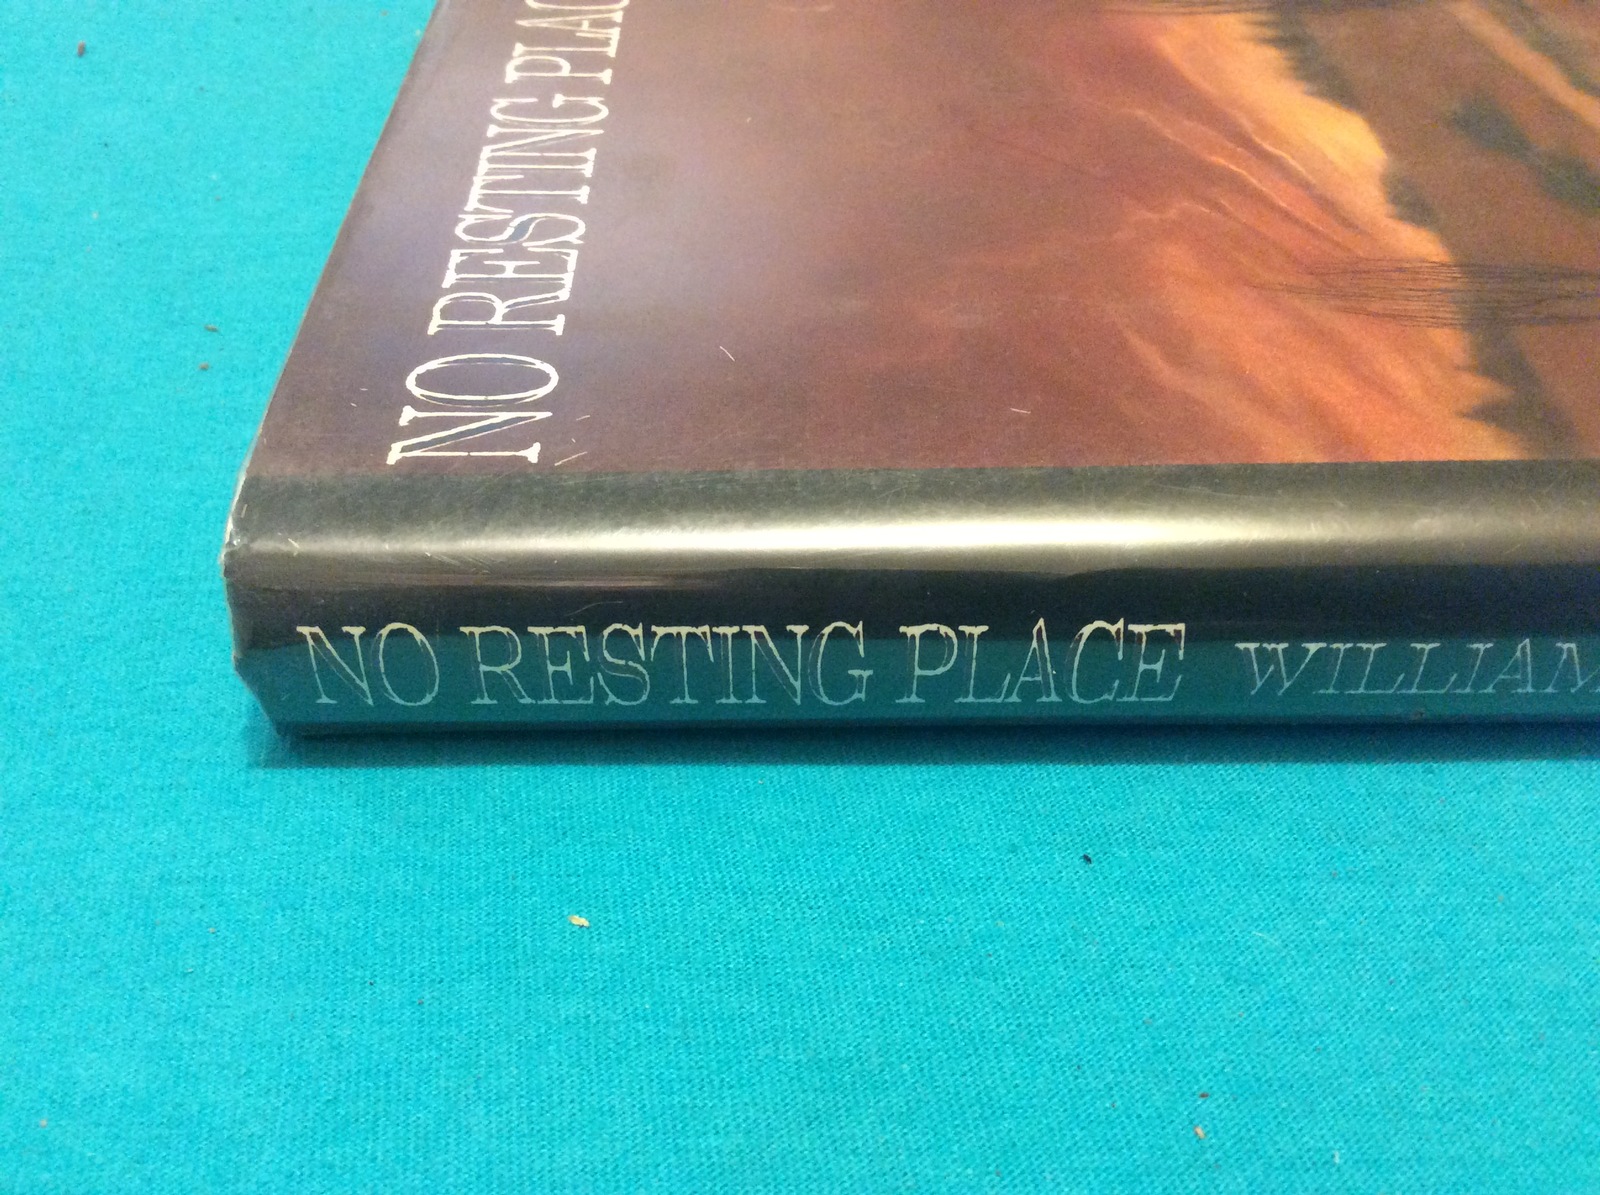 NO RESTING PLAC
NO RESTING PLACE WILLIAM